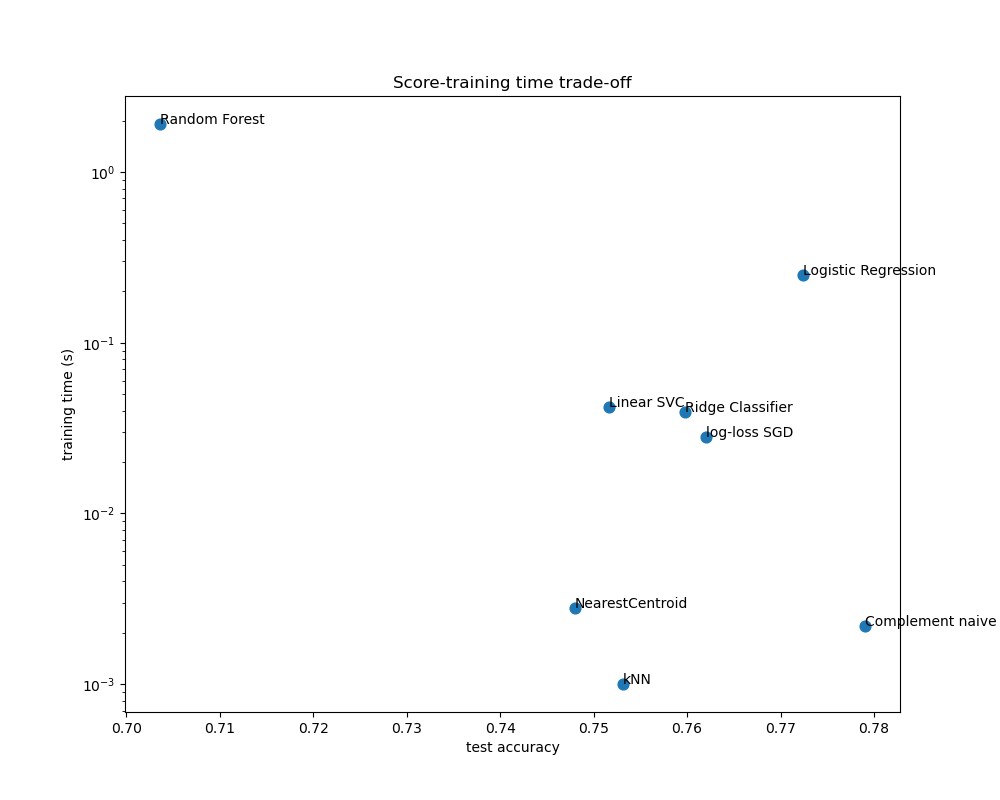 Score-training time trade-off
Random Forest
Logistic Regression
Linear SVC
Ridge Classifier
log-loss SGD
NearestCentroid
Complement naive
kNN
10⁰
10⁻¹
10⁻²
10⁻³
training time (s)
0.70 0.71 0.72 0.73 0.74 0.75 0.76 0.77 0.78
test accuracy